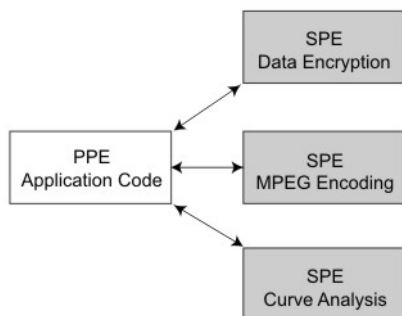 SPE
Data Encryption
PPE
Application Code
SPE
MPEG Encoding
SPE
Curve Analysis